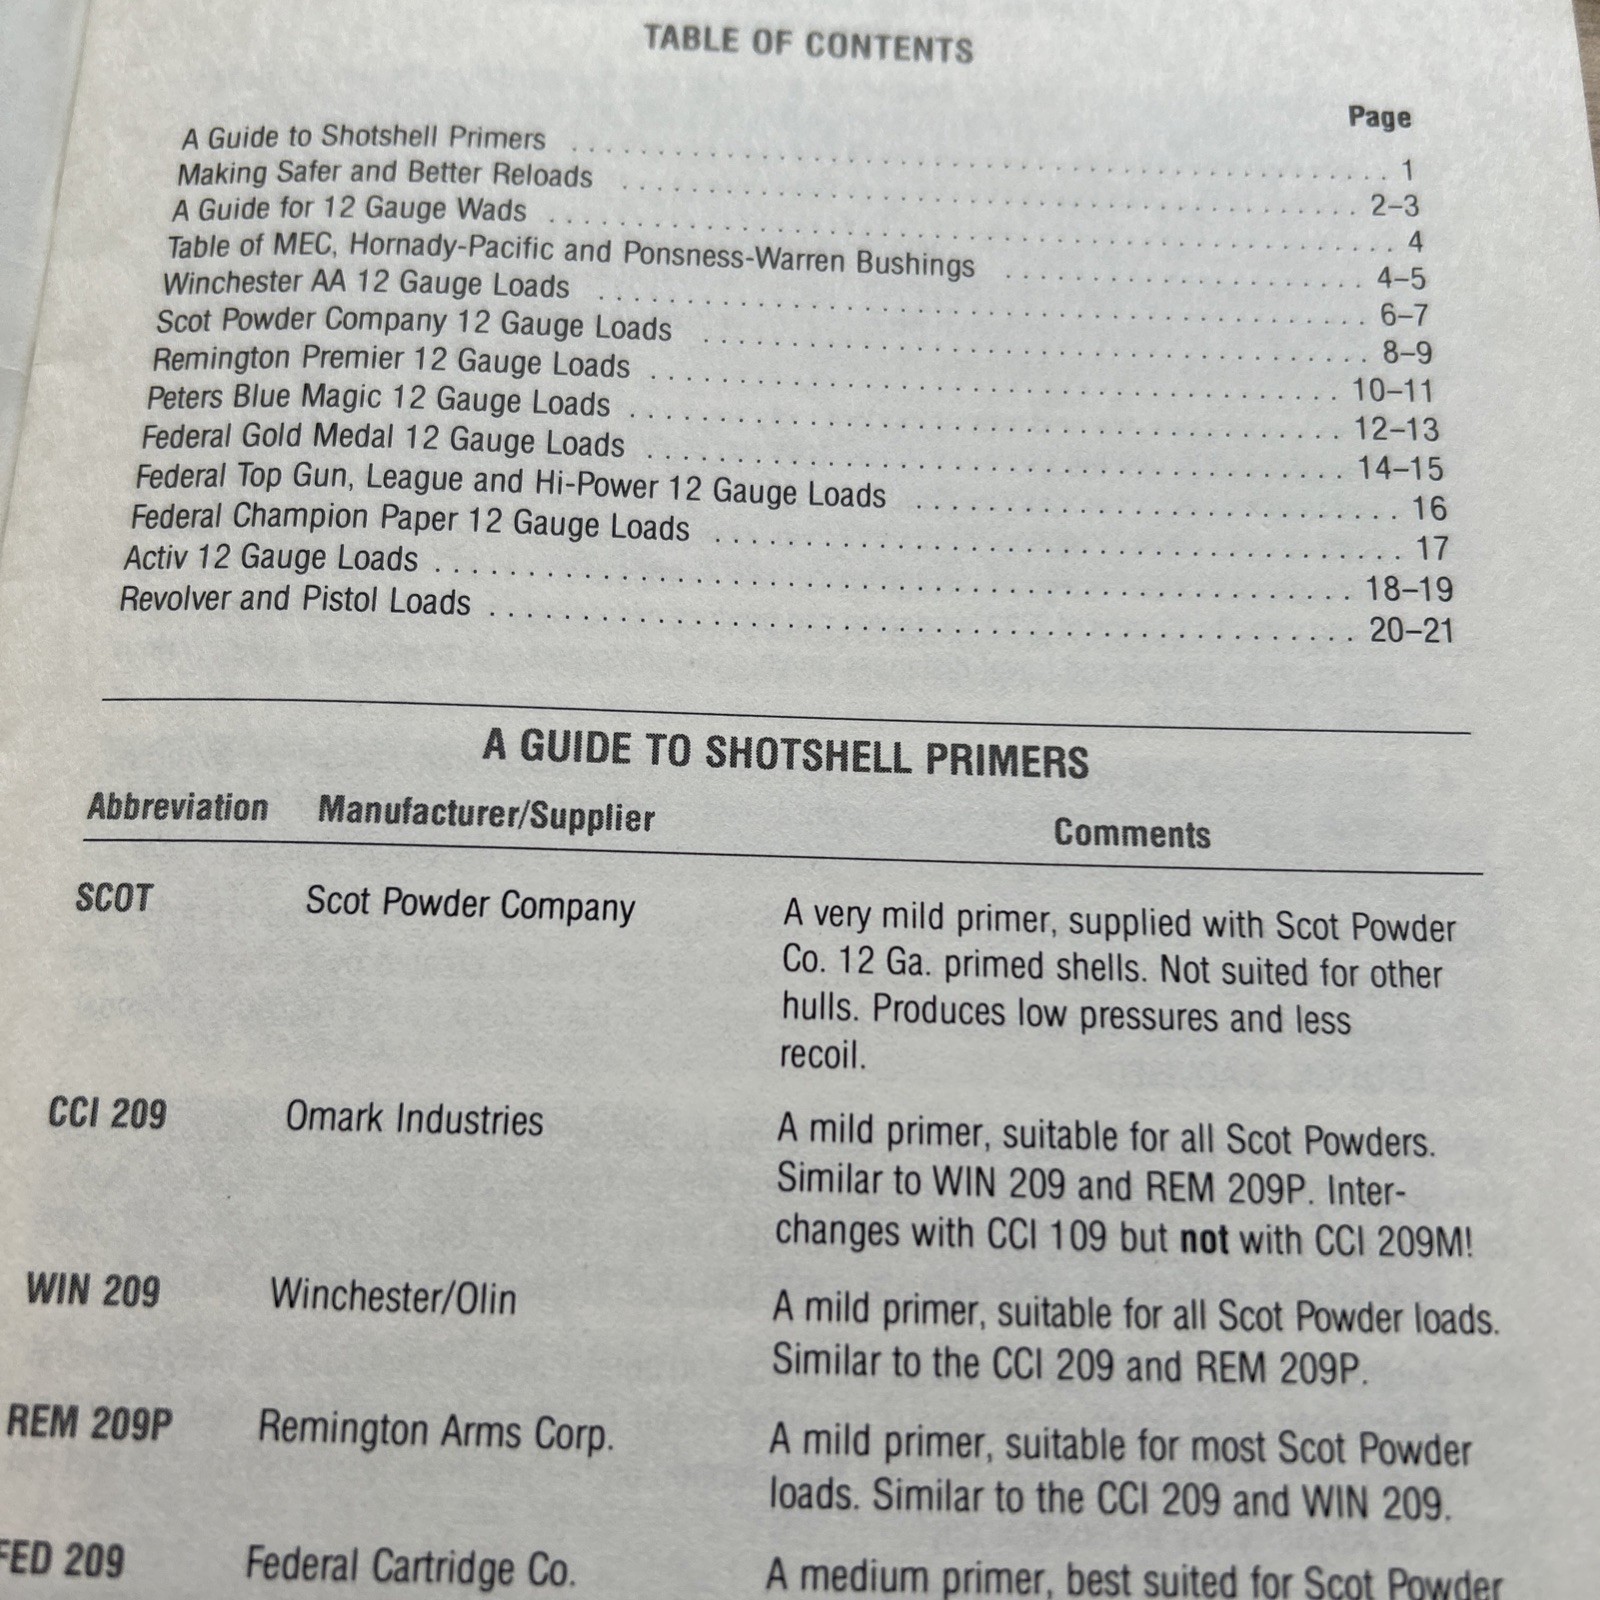 TABLE OF CONTENTS
Page
A Guide to Shotshell Primers . . . . . . . . . . . . . . . . . . . . . . . . . . . . . . 1
Making Safer and Better Reloads . . . . . . . . . . . . . . . . . . . . . . . . . . . . . . 2–3
A Guide for 12 Gauge Wads . . . . . . . . . . . . . . . . . . . . . . . . . . . . . . 4
Table of MEC, Hornady-Pacific and Ponsness-Warren Bushings . . . . . . . . . . . . . . . 4–5
Winchester AA 12 Gauge Loads . . . . . . . . . . . . . . . . . . . . . . . . . . . . . . 6–7
Scot Powder Company 12 Gauge Loads . . . . . . . . . . . . . . . . . . . . . . . . . . 8–9
Remington Premier 12 Gauge Loads . . . . . . . . . . . . . . . . . . . . . . . . . . . . 10–11
Peters Blue Magic 12 Gauge Loads . . . . . . . . . . . . . . . . . . . . . . . . . . . . 12–13
Federal Gold Medal 12 Gauge Loads . . . . . . . . . . . . . . . . . . . . . . . . . . . . 14–15
Federal Top Gun, League and Hi-Power 12 Gauge Loads . . . . . . . . . . . . . . . . . . . 16
Federal Champion Paper 12 Gauge Loads . . . . . . . . . . . . . . . . . . . . . . . . . . 17
Activ 12 Gauge Loads . . . . . . . . . . . . . . . . . . . . . . . . . . . . . . . . . . 18–19
Revolver and Pistol Loads . . . . . . . . . . . . . . . . . . . . . . . . . . . . . . . . 20–21
A GUIDE TO SHOTSHELL PRIMERS
Abbreviation Manufacturer/Supplier Comments
SCOT Scot Powder Company A very mild primer, supplied with Scot Powder
Co. 12 Ga. primed shells. Not suited for other
hulls. Produces low pressures and less
recoil.
CCI 209 Omark Industries A mild primer, suitable for all Scot Powders.
Similar to WIN 209 and REM 209P. Inter-
changes with CCI 109 but not with CCI 209M!
WIN 209 Winchester/Olin A mild primer, suitable for all Scot Powder loads.
Similar to the CCI 209 and REM 209P.
REM 209P Remington Arms Corp. A mild primer, suitable for most Scot Powder
loads. Similar to the CCI 209 and WIN 209.
FED 209 Federal Cartridge Co. A medium primer, best suited for Scot Powder